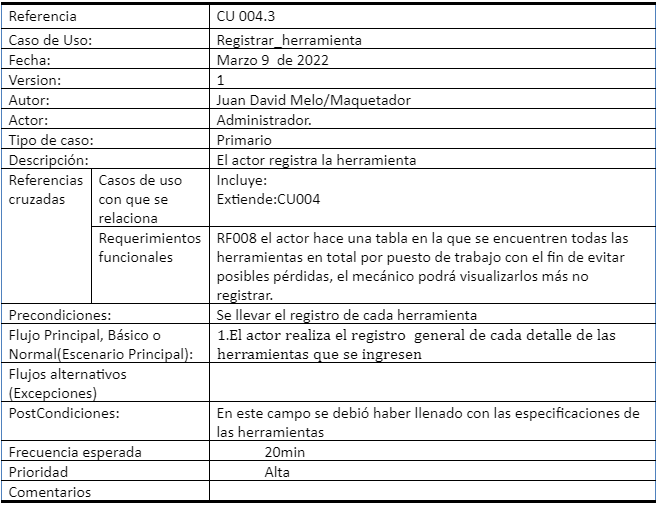 Referencia CU 004.3
Caso de Uso: Registrar_herramienta
Fecha: Marzo 9 de 2022
Version: 1
Autor: Juan David Melo/Maquetador
Actor: Administrador.
Tipo de caso: Primario
Descripción: El actor registra la herramienta
Referencias
cruzadas
Casos de uso
con que se
relaciona
Incluye:
Extiende:CU004
Requerimientos
funcionales
RF008 el actor hace una tabla en la que se encuentren todas las
herramientas en total por puesto de trabajo con el fin de evitar
posibles pérdidas, el mecánico podrá visualizarlos más no
registrar.
Precondiciones: Se llevar el registro de cada herramienta
Flujo Principal, Básico o
Normal(Escenario Principal):
1.El actor realiza el registro general de cada detalle de las
herramientas que se ingresen
Flujos alternativos
(Excepciones)
PostCondiciones:
En este campo se debió haber llenado con las especificaciones de
las herramientas
Frecuencia esperada 20min
Prioridad Alta
Comentarios